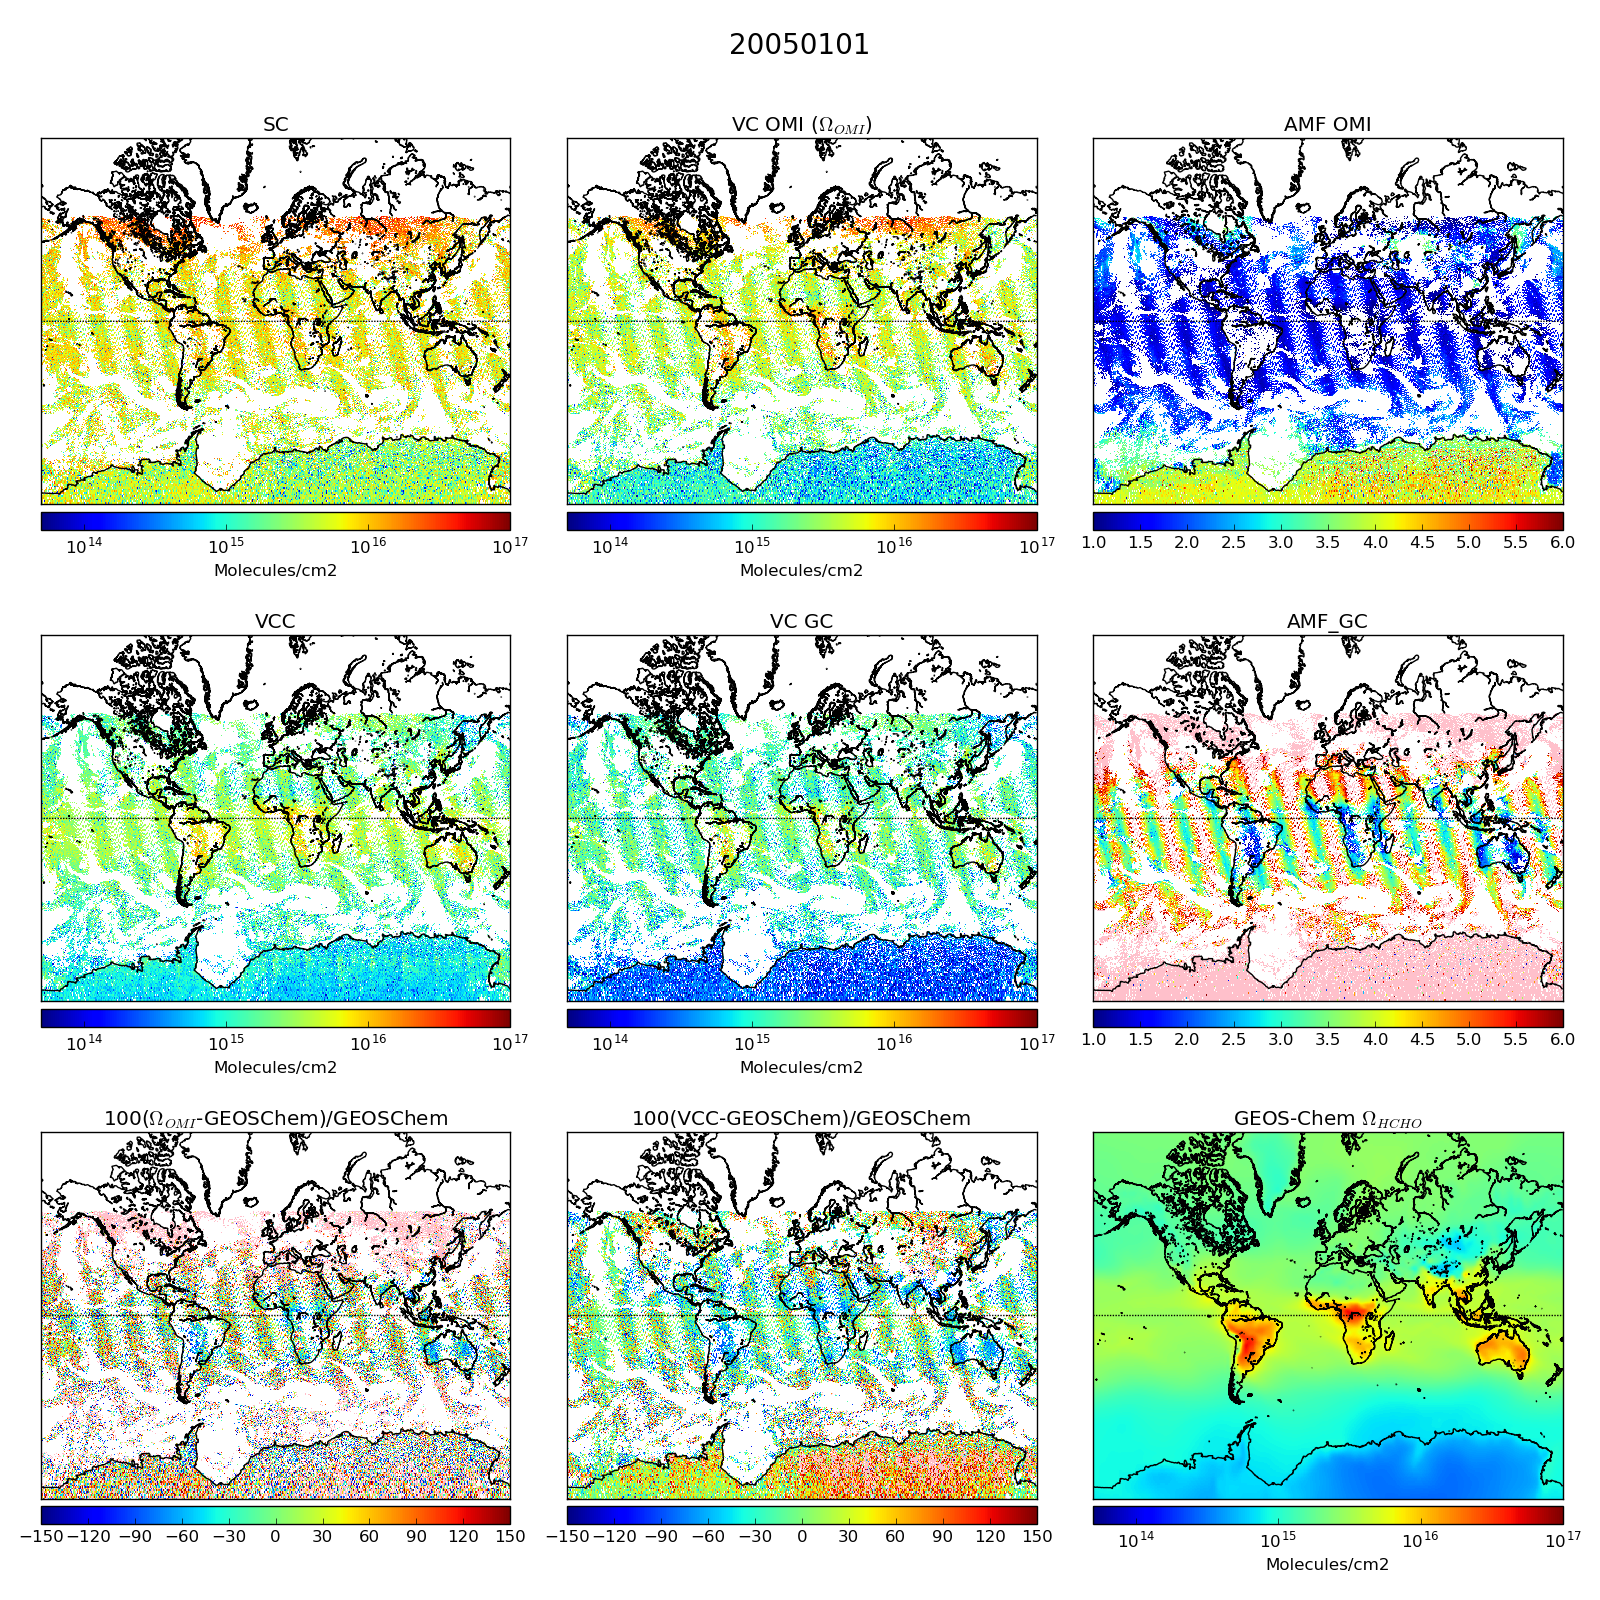 20050101
SC
VC OMI (Ω_OMI)
AMF OMI
10^14 10^15 10^16 10^17
Molecules/cm2
10^14 10^15 10^16 10^17
Molecules/cm2
1.0 1.5 2.0 2.5 3.0 3.5 4.0 4.5 5.0 5.5 6.0
VCC
VC GC
AMF_GC
10^14 10^15 10^16 10^17
Molecules/cm2
10^14 10^15 10^16 10^17
Molecules/cm2
1.0 1.5 2.0 2.5 3.0 3.5 4.0 4.5 5.0 5.5 6.0
100(Ω_OMI-GEOSChem)/GEOSChem
100(VCC-GEOSChem)/GEOSChem
GEOS-Chem Ω_HCHO
−150 −120 −90 −60 −30 0 30 60 90 120 150
−150 −120 −90 −60 −30 0 30 60 90 120 150
10^14 10^15 10^16 10^17
Molecules/cm2